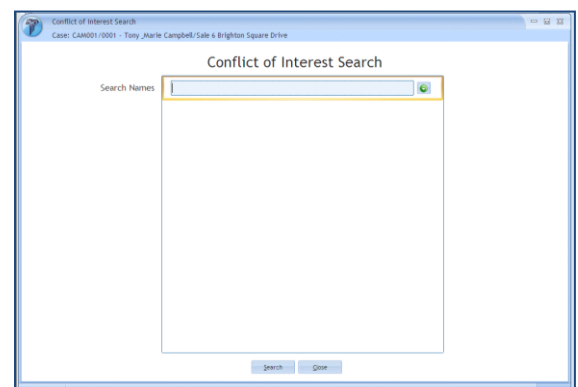 Conflict of Interest Search
Case: CAM001/0001 - Tony _Marie Campbell/Sale 6 Brighton Square Drive
Conflict of Interest Search
Search Names
Search Close